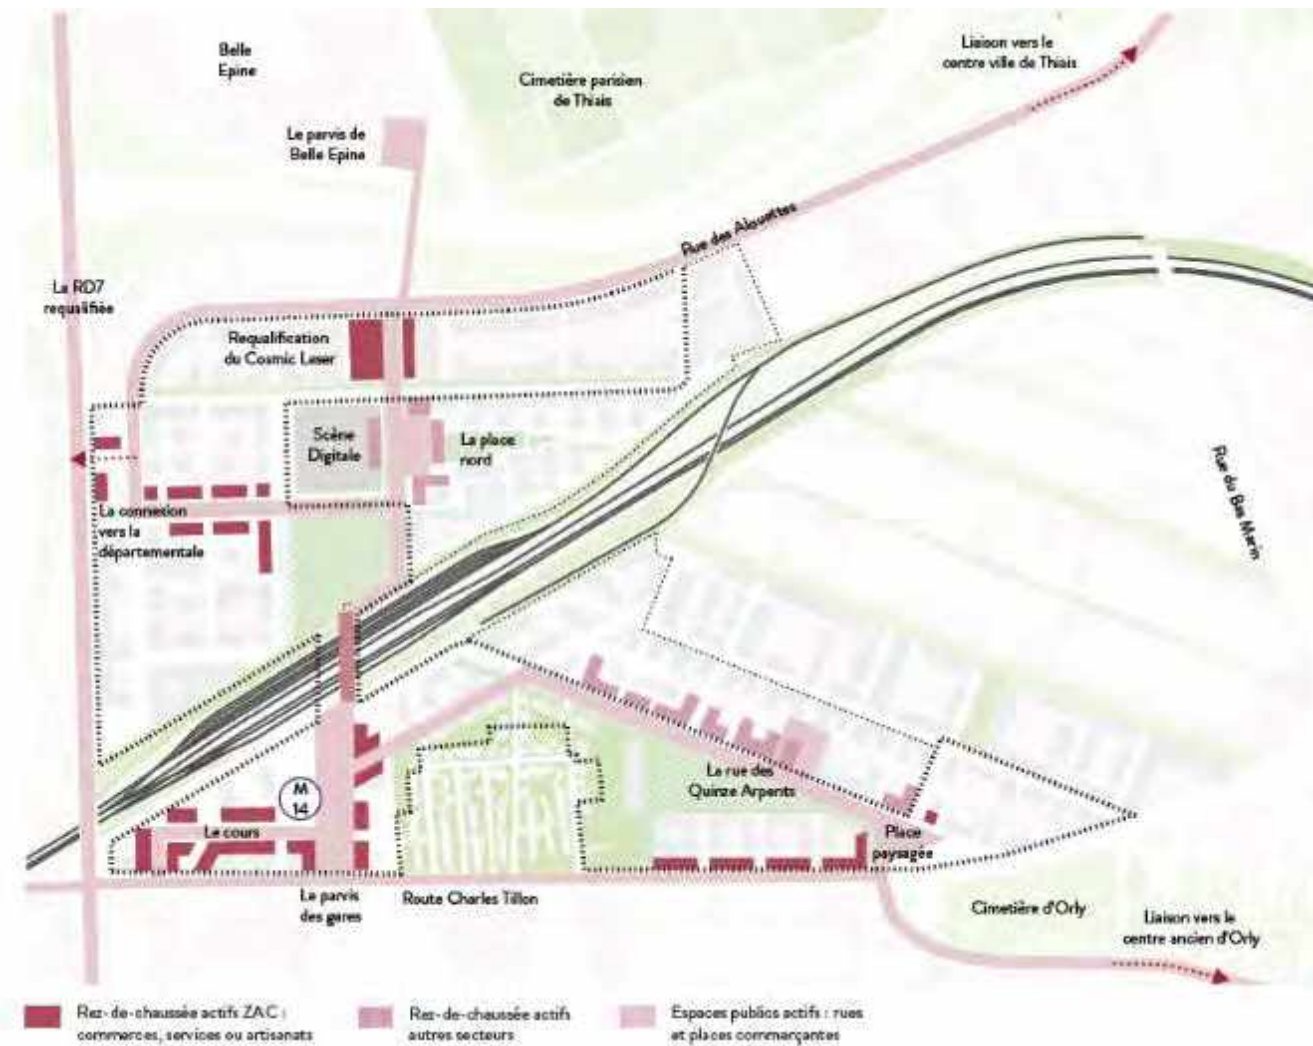 Belle
Epine
Cimetière parisien
de Thiais
Liaison vers le
centre ville de Thiais
Le parvis de
Belle Epine
Rue des Alouettes
La RD7
requalifiée
Requalification
du Cosmic Laser
Scène
Digitale
La place
nord
Rue du Bas Marin
La connexion
vers la
départementale
M
14
Le cours
La rue des
Quinze Arpents
Place
paysagée
Le parvis
des gares
Route Charles Tillon
Cimetière d'Orly
Liaison vers le
centre ancien d'Orly
Rez-de-chaussée actifs ZAC :
commerces, services ou artisanats
Rez-de-chaussée actifs
autres secteurs
Espaces publics actifs : rues
et places commerçantes